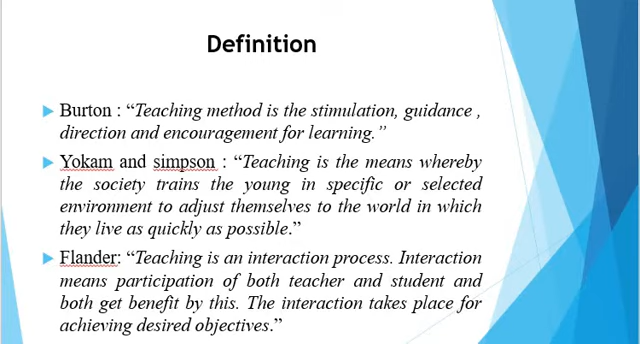 Definition
Burton : “Teaching method is the stimulation, guidance ,
direction and encouragement for learning.”
Yokam and simpson : “Teaching is the means whereby
the society trains the young in specific or selected
environment to adjust themselves to the world in which
they live as quickly as possible.”
Flander: “Teaching is an interaction process. Interaction
means participation of both teacher and student and
both get benefit by this. The interaction takes place for
achieving desired objectives.”